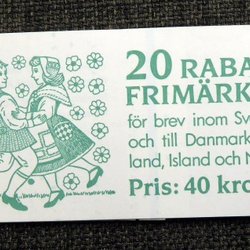 20 RABA
FRIMÄRK
för brev inom Sv
och till Danmark
land, Island och N
Pris: 40 kro